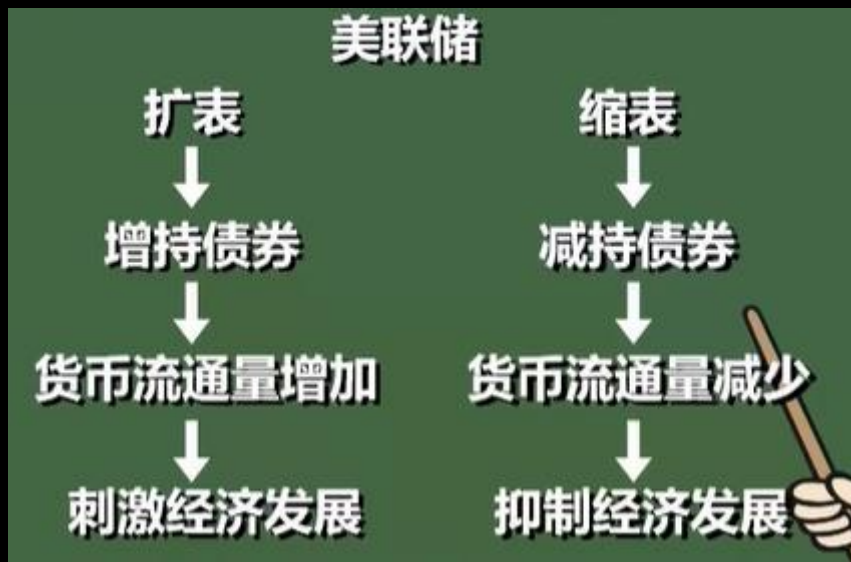 美联储
扩表
缩表
增持债券
减持债券
货币流通量增加
货币流通量减少
刺激经济发展
抑制经济发展